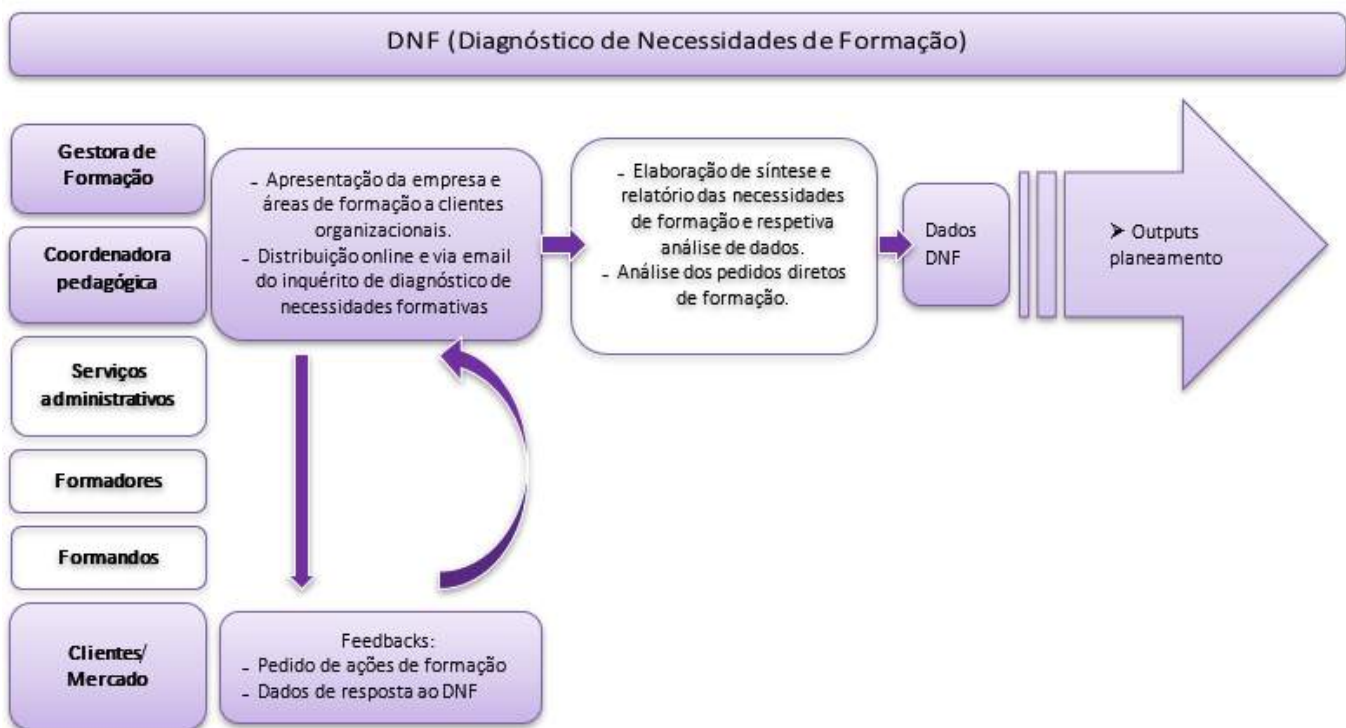 DNF (Diagnóstico de Necessidades de Formação)
Gestora de
Formação
Coordenadora
pedagógica
Serviços
administrativos
Formadores
Formandos
Clientes/
Mercado
- Apresentação da empresa e
áreas de formação a clientes
organizacionais.
- Distribuição online e via email
do inquérito de diagnóstico de
necessidades formativas
- Elaboração de síntese e
relatório das necessidades
de formação e respetiva
análise de dados.
- Análise dos pedidos diretos
de formação.
Dados
DNF
➤ Outputs
planeamento
Feedbacks:
- Pedido de ações de formação
- Dados de resposta ao DNF